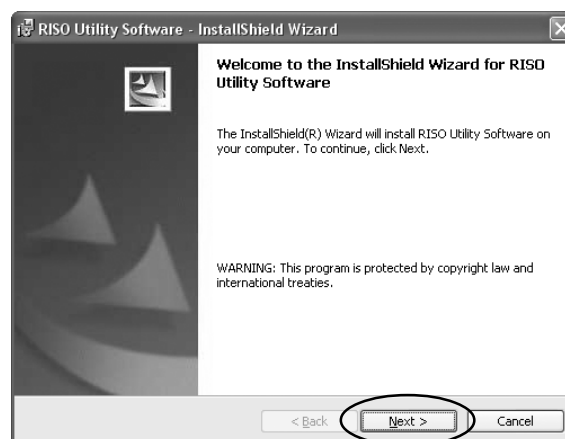 RISO Utility Software - InstallShield Wizard
Welcome to the InstallShield Wizard for RISO
Utility Software
The InstallShield(R) Wizard will install RISO Utility Software on
your computer. To continue, click Next.
WARNING: This program is protected by copyright law and
international treaties.
< Back Next > Cancel